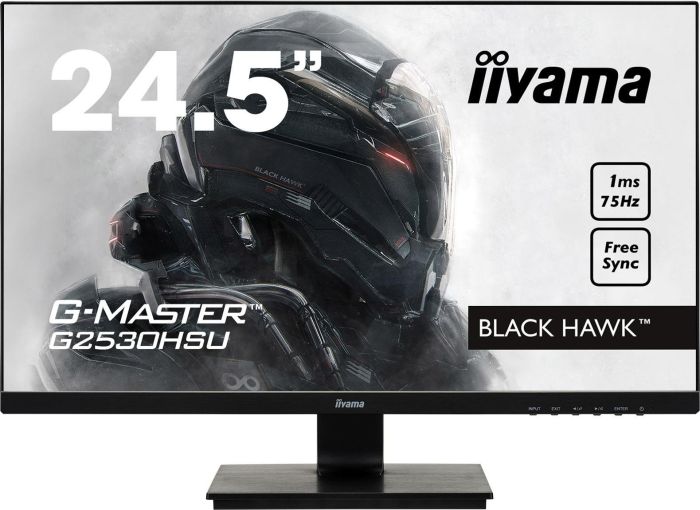 24.5"
iiyama
BLACK HAWK
1ms
75Hz
Free
Sync
G-MASTER™
G2530HSU
BLACK HAWK™
iiyama
INPUT EXIT ENTER